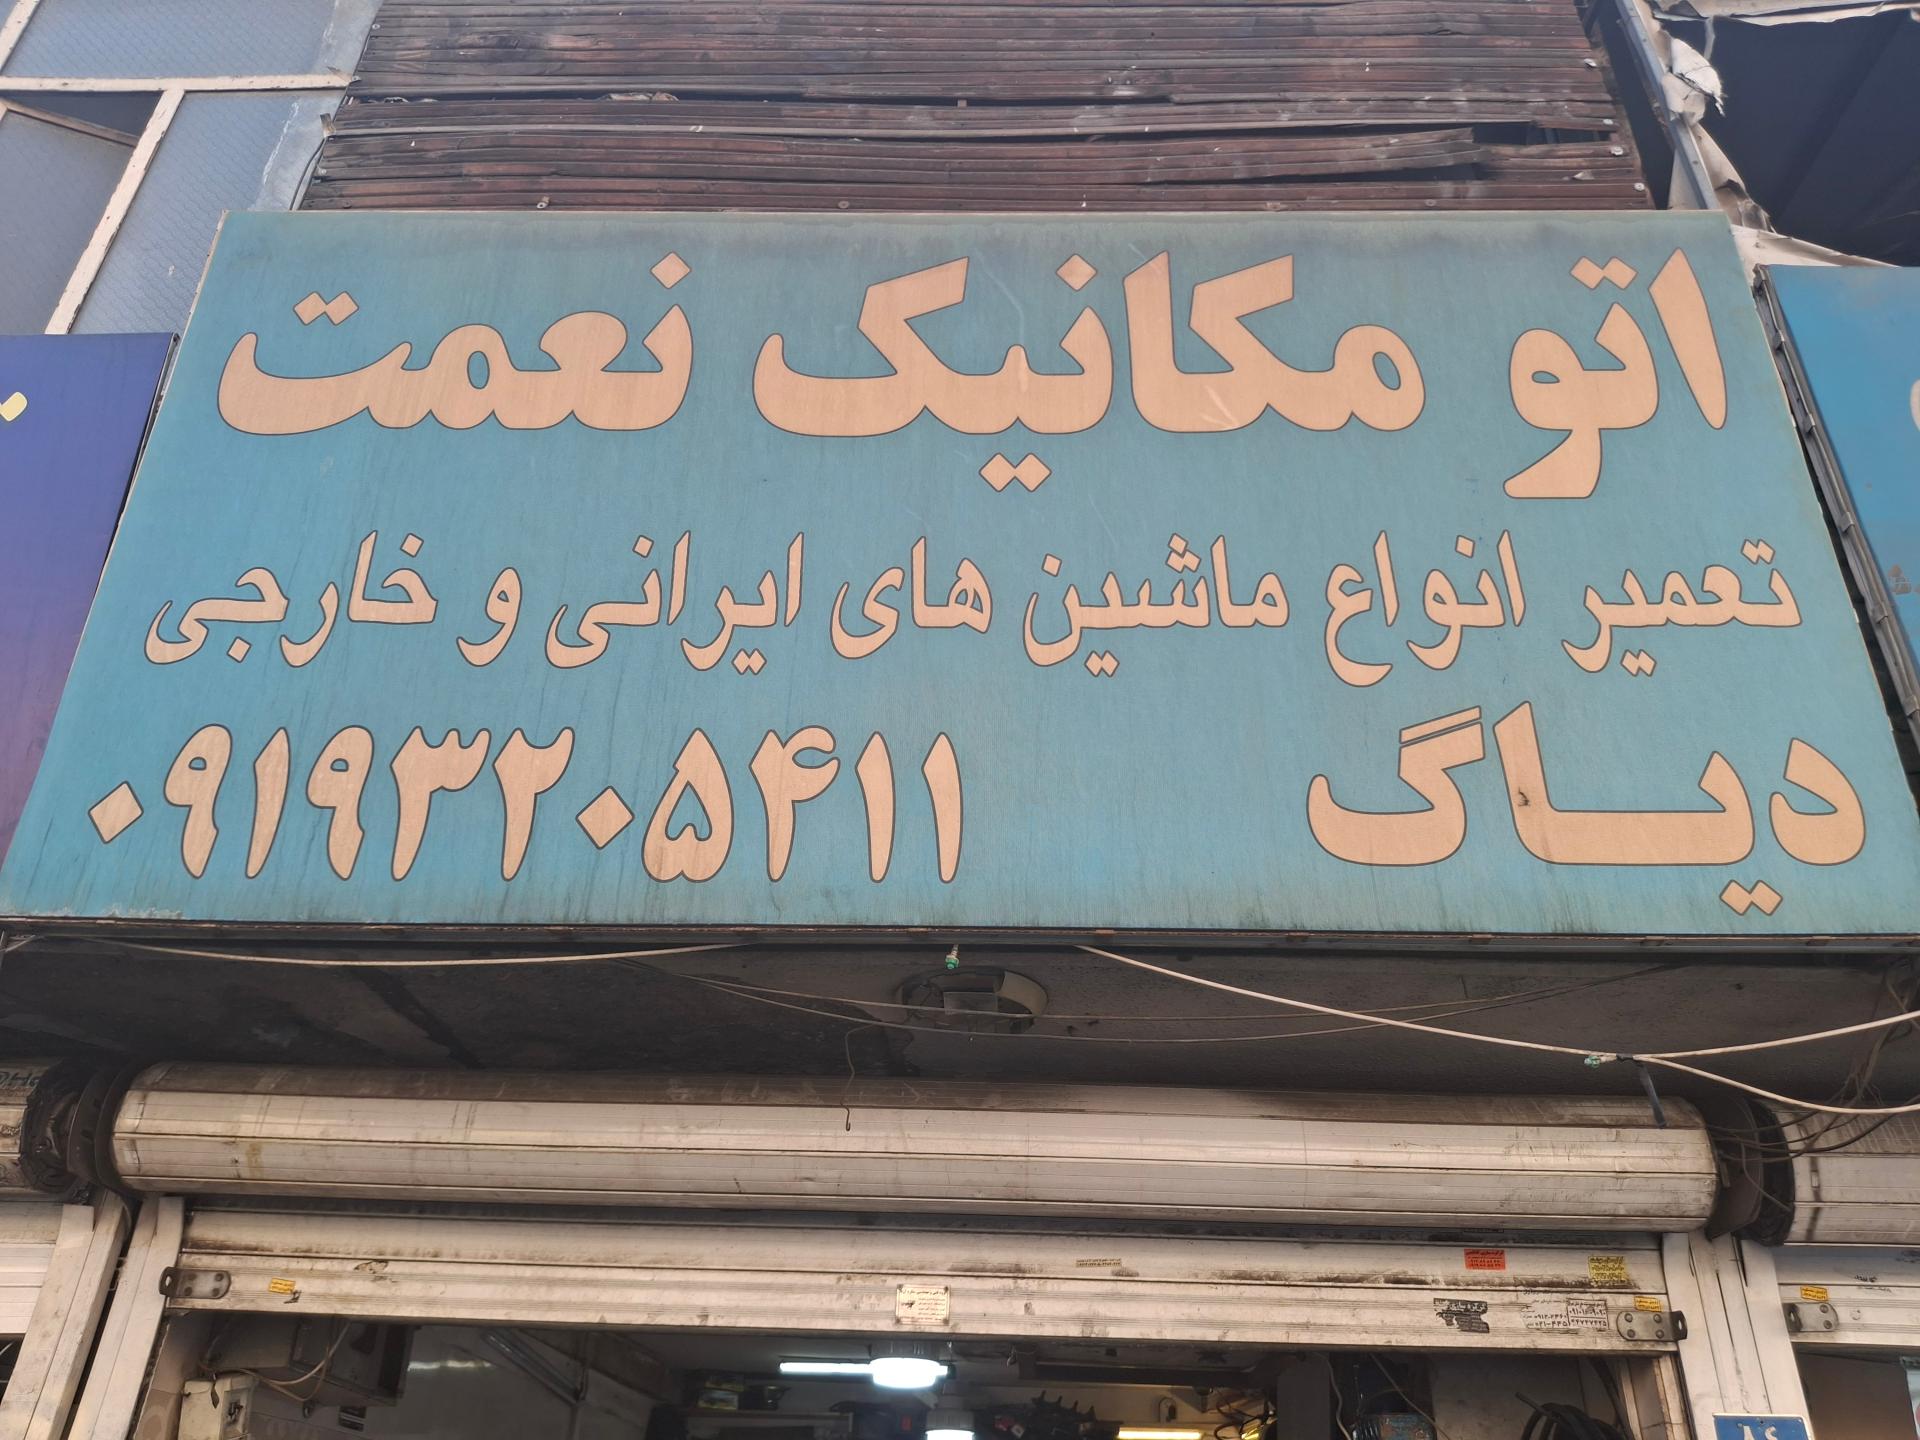 اتو مکانیک نعمت
تعمیر انواع ماشین های ایرانی و خارجی
دیاگ ۰۹۱۹۳۲۰۵۴۱۱